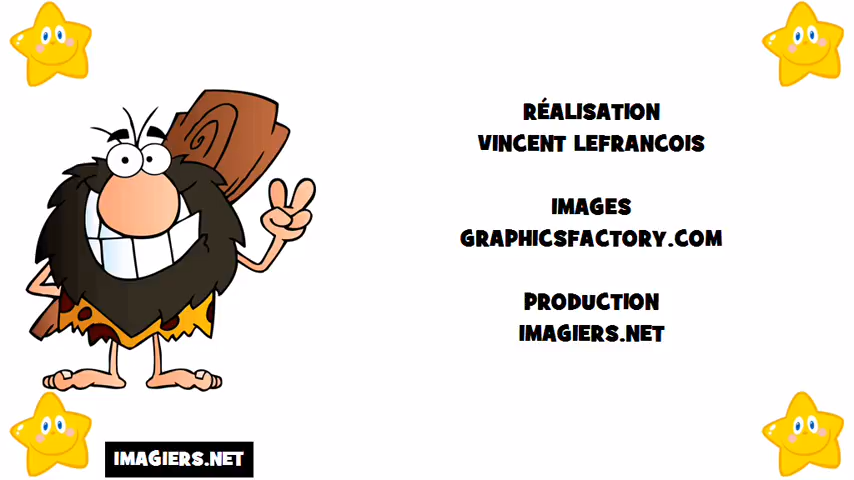 RÉALISATION
VINCENT LEFRANCOIS
IMAGES
GRAPHICSFACTORY.COM
PRODUCTION
IMAGIERS.NET
IMAGIERS.NET